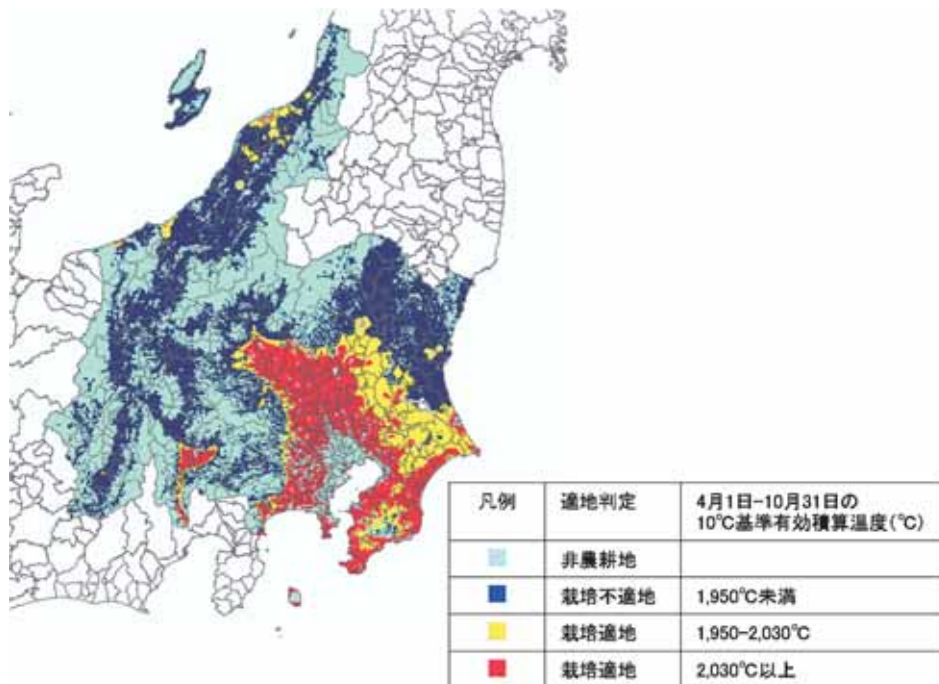 凡例 適地判定 4月1日-10月31日の
10℃基準有効積算温度(℃)
非農耕地
栽培不適地 1,950℃未満
栽培適地 1,950-2,030℃
栽培適地 2,030℃以上